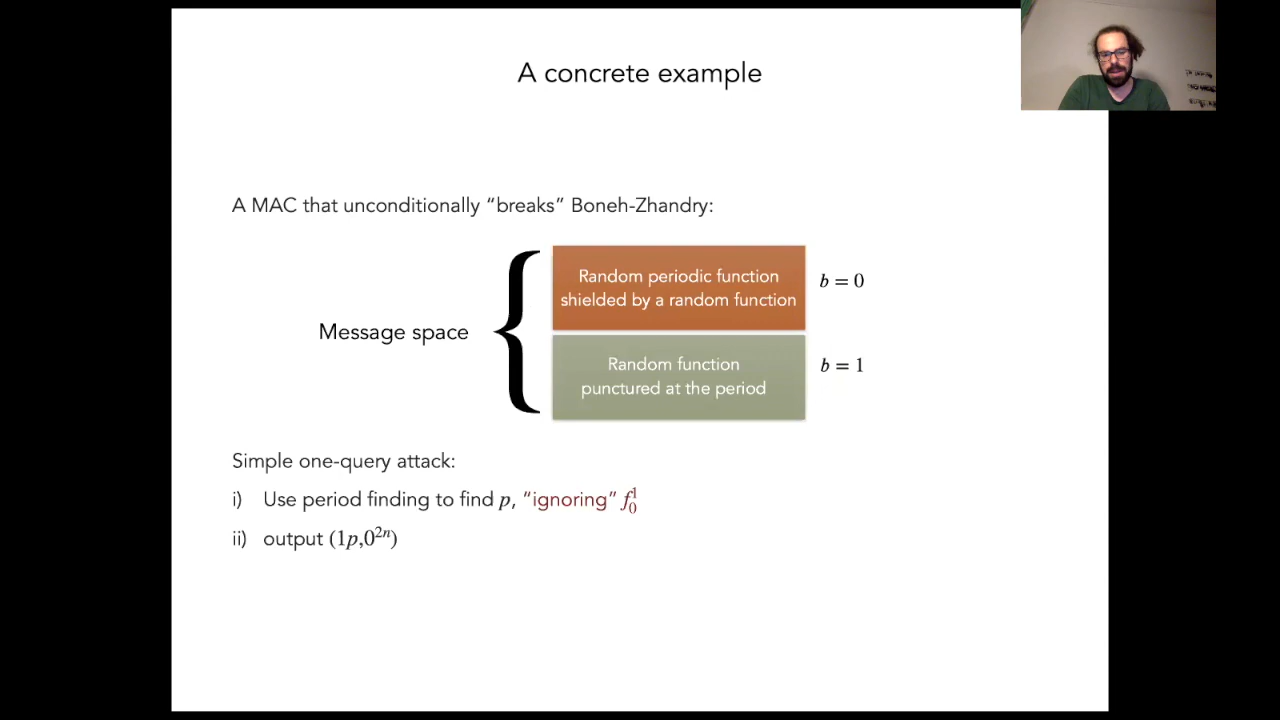 A concrete example
A MAC that unconditionally “breaks” Boneh-Zhandry:
Message space
Random periodic function
shielded by a random function
b = 0
Random function
punctured at the period
b = 1
Simple one-query attack:
i) Use period finding to find p, “ignoring” f₀¹
ii) output (1p,0²ⁿ)